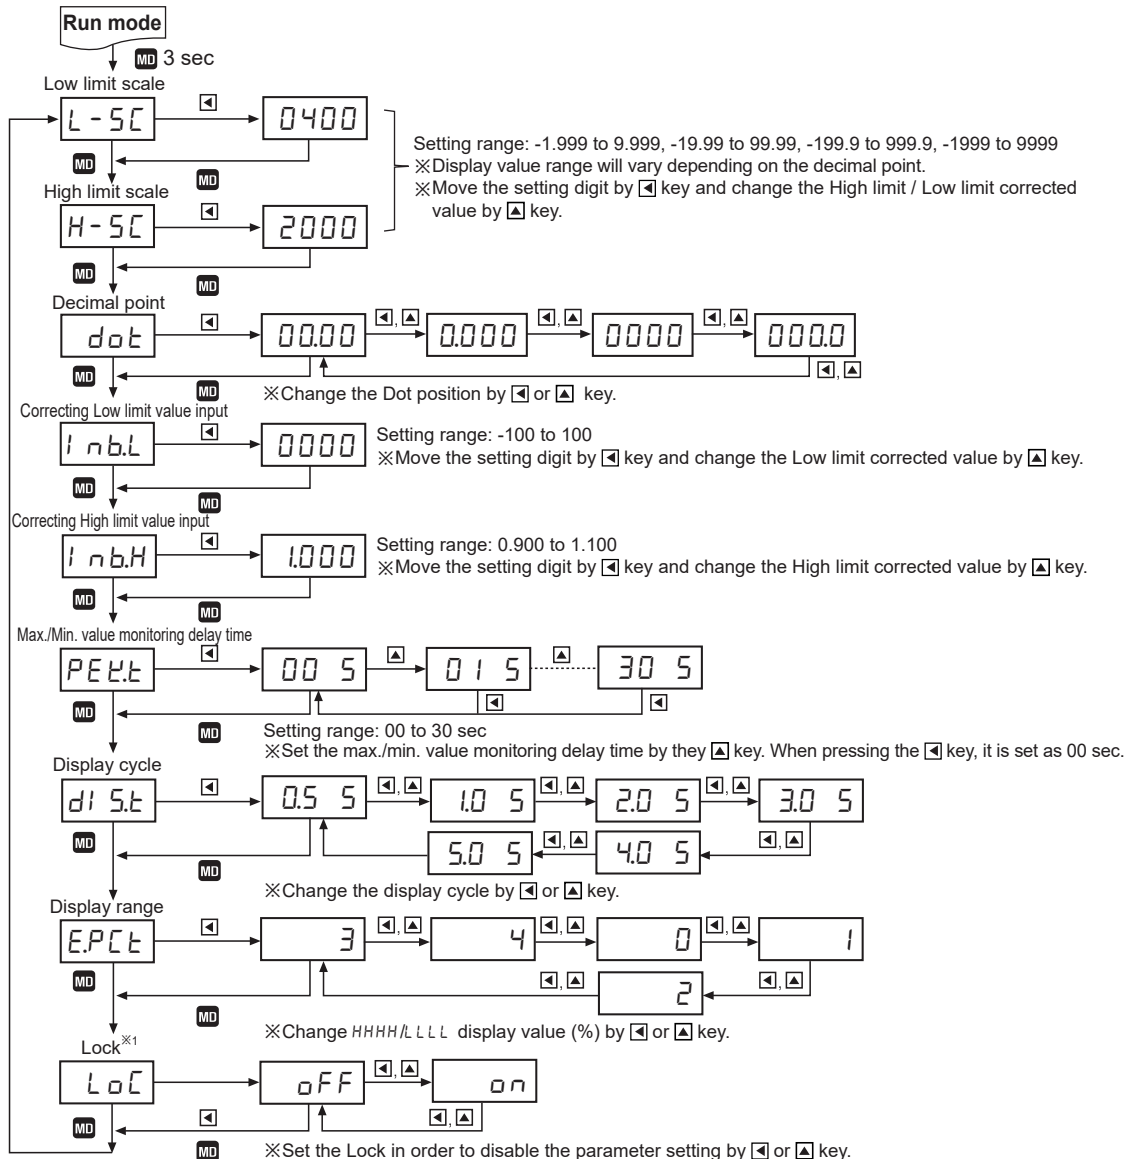 Run mode
MD 3 sec
Low limit scale
L-SC ◀ 0400
Setting range: -1.999 to 9.999, -19.99 to 99.99, -199.9 to 999.9, -1999 to 9999
※Display value range will vary depending on the decimal point.
※Move the setting digit by ◀ key and change the High limit / Low limit corrected
value by ▲ key.
MD MD
High limit scale
H-SC ◀ 2000
MD MD
Decimal point
dot ◀ 00.00 ◀, ▲ 0.000 ◀, ▲ 0000 ◀, ▲ 000.0
◀, ▲
MD MD
※Change the Dot position by ◀ or ▲ key.
Correcting Low limit value input
Inb.L ◀ 0000
Setting range: -100 to 100
※Move the setting digit by ◀ key and change the Low limit corrected value by ▲ key.
MD MD
Correcting High limit value input
Inb.H ◀ 1.000
Setting range: 0.900 to 1.100
※Move the setting digit by ◀ key and change the High limit corrected value by ▲ key.
MD MD
Max./Min. value monitoring delay time
PEK.t ◀ 00 S ▲ 01 S ▲ 30 S
◀ ◀
MD MD
Setting range: 00 to 30 sec
※Set the max./min. value monitoring delay time by they ▲ key. When pressing the ◀ key, it is set as 00 sec.
Display cycle
dIS.t ◀ 0.5 S ◀, ▲ 1.0 S ◀, ▲ 2.0 S ◀, ▲ 3.0 S
5.0 S ◀, ▲ 4.0 S ◀, ▲
MD MD
※Change the display cycle by ◀ or ▲ key.
Display range
E.PCt ◀ 3 ◀, ▲ 4 ◀, ▲ 0 ◀, ▲ 1
◀, ▲ 2 ◀, ▲
MD MD
※Change HHHH/LLLL display value (%) by ◀ or ▲ key.
Lock※1
LoC oFF ◀, ▲ on
◀ ◀, ▲
MD MD
※Set the Lock in order to disable the parameter setting by ◀ or ▲ key.